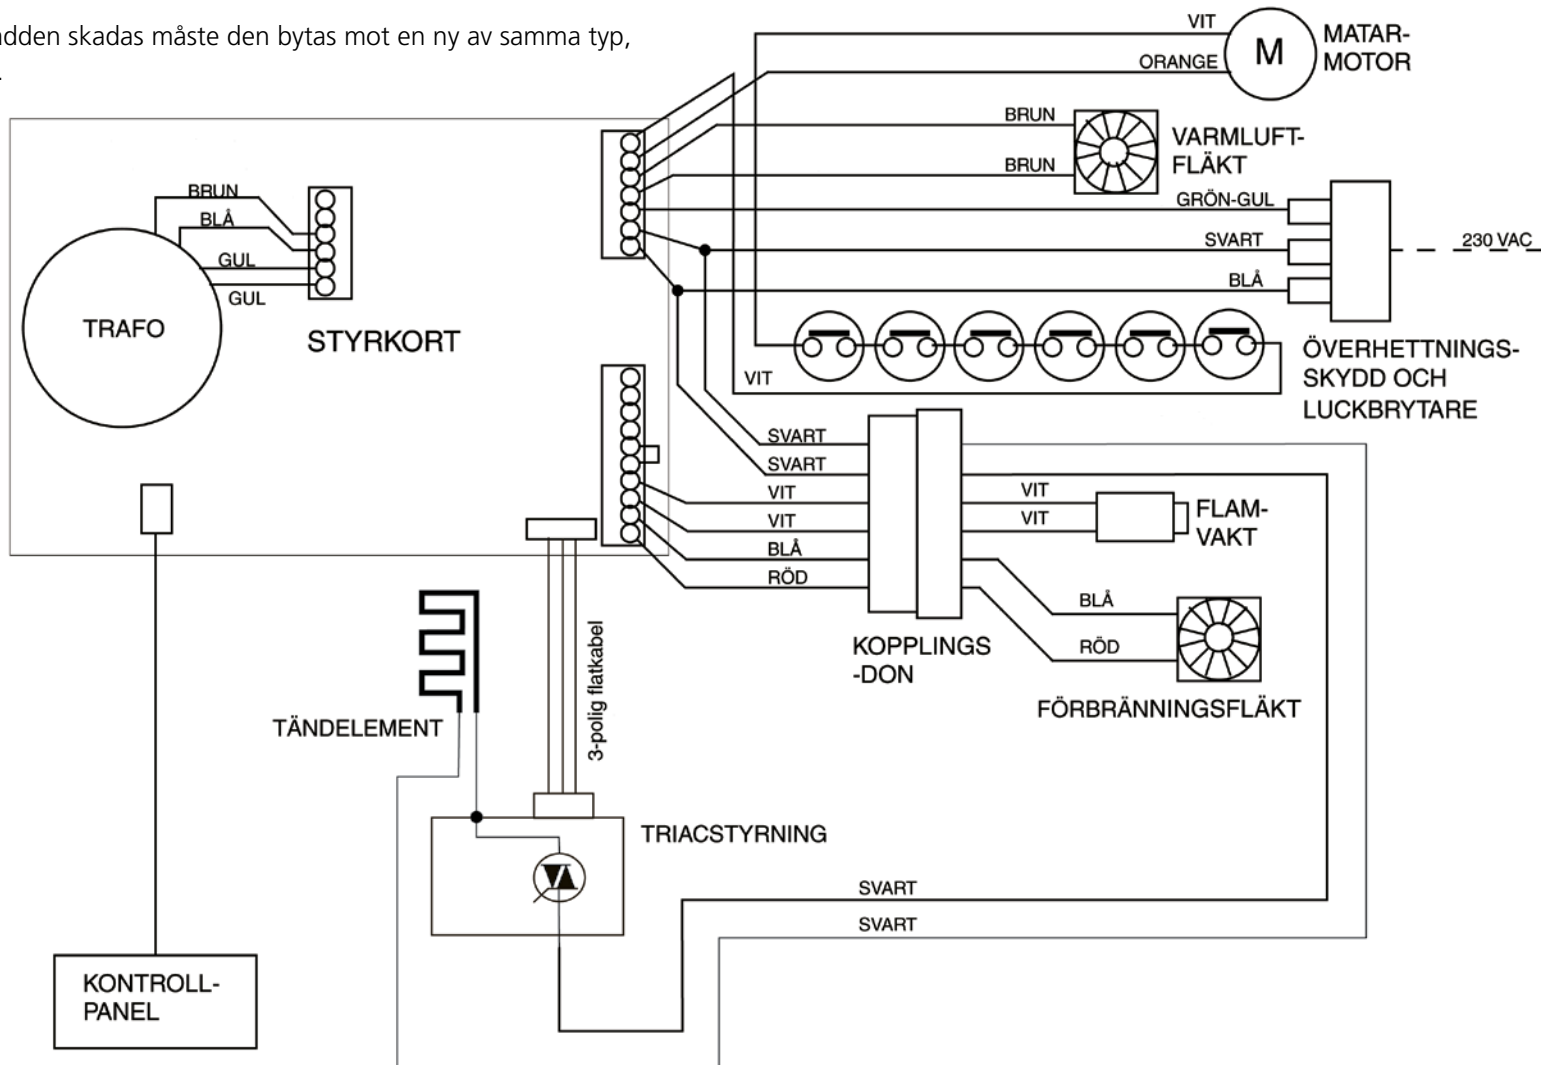 adden skadas måste den bytas mot en ny av samma typ,
VIT
ORANGE
M
MATAR-
MOTOR
BRUN
BRUN
VARMLUFT-
FLÄKT
GRÖN-GUL
SVART
BLÅ
230 VAC
BRUN
BLÅ
GUL
GUL
TRAFO
STYRKORT
VIT
ÖVERHETTNINGS-
SKYDD OCH
LUCKBRYTARE
SVART
SVART
VIT
VIT
BLÅ
RÖD
VIT
VIT
FLAM-
VAKT
BLÅ
RÖD
KOPPLINGS
-DON
FÖRBRÄNNINGSFLÄKT
3-polig flatkabel
TÄNDELEMENT
TRIACSTYRNING
SVART
SVART
KONTROLL-
PANEL